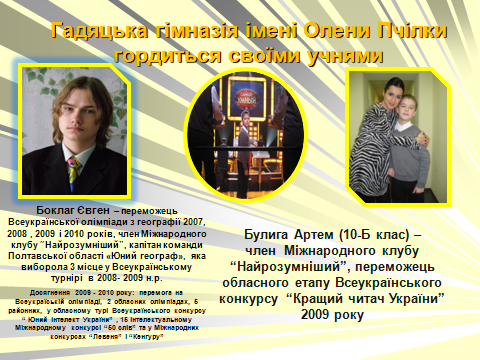 Гадяцька гімназія імені Олени Пчілки
гордиться своїми учнями
Боклаг Євген – переможець
Всеукраїнської олімпіади з географії 2007,
2008 , 2009 і 2010 років, член Міжнародного
клубу "Найрозумніший", капітан команди
Полтавської області «Юний географ», яка
виборола 3 місце у Всеукраїнському
турнірі в 2008- 2009 н.р.
Досягнення 2009 - 2010 року: перемога на
Всеукраїській олімпіаді, 2 обласних олімпіадах, 5
районних, у обласному турі Всеукраїнського конкурсу
" Юний інтелект України" , 15 Інтелектуальному
Міжнародному конкурсі "50 слів" та у Міжнародних
конкурсах "Левеня" і "Кенгуру"
Булига Артем (10-Б клас) –
член Міжнародного клубу
"Найрозумніший", переможець
обласного етапу Всеукраїнського
конкурсу "Кращий читач України"
2009 року